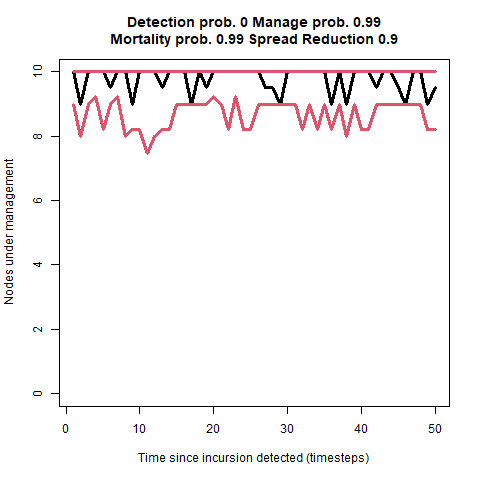 Detection prob. 0 Manage prob. 0.99
Mortality prob. 0.99 Spread Reduction 0.9
Nodes under management
10
8
6
4
2
0
0 10 20 30 40 50
Time since incursion detected (timesteps)